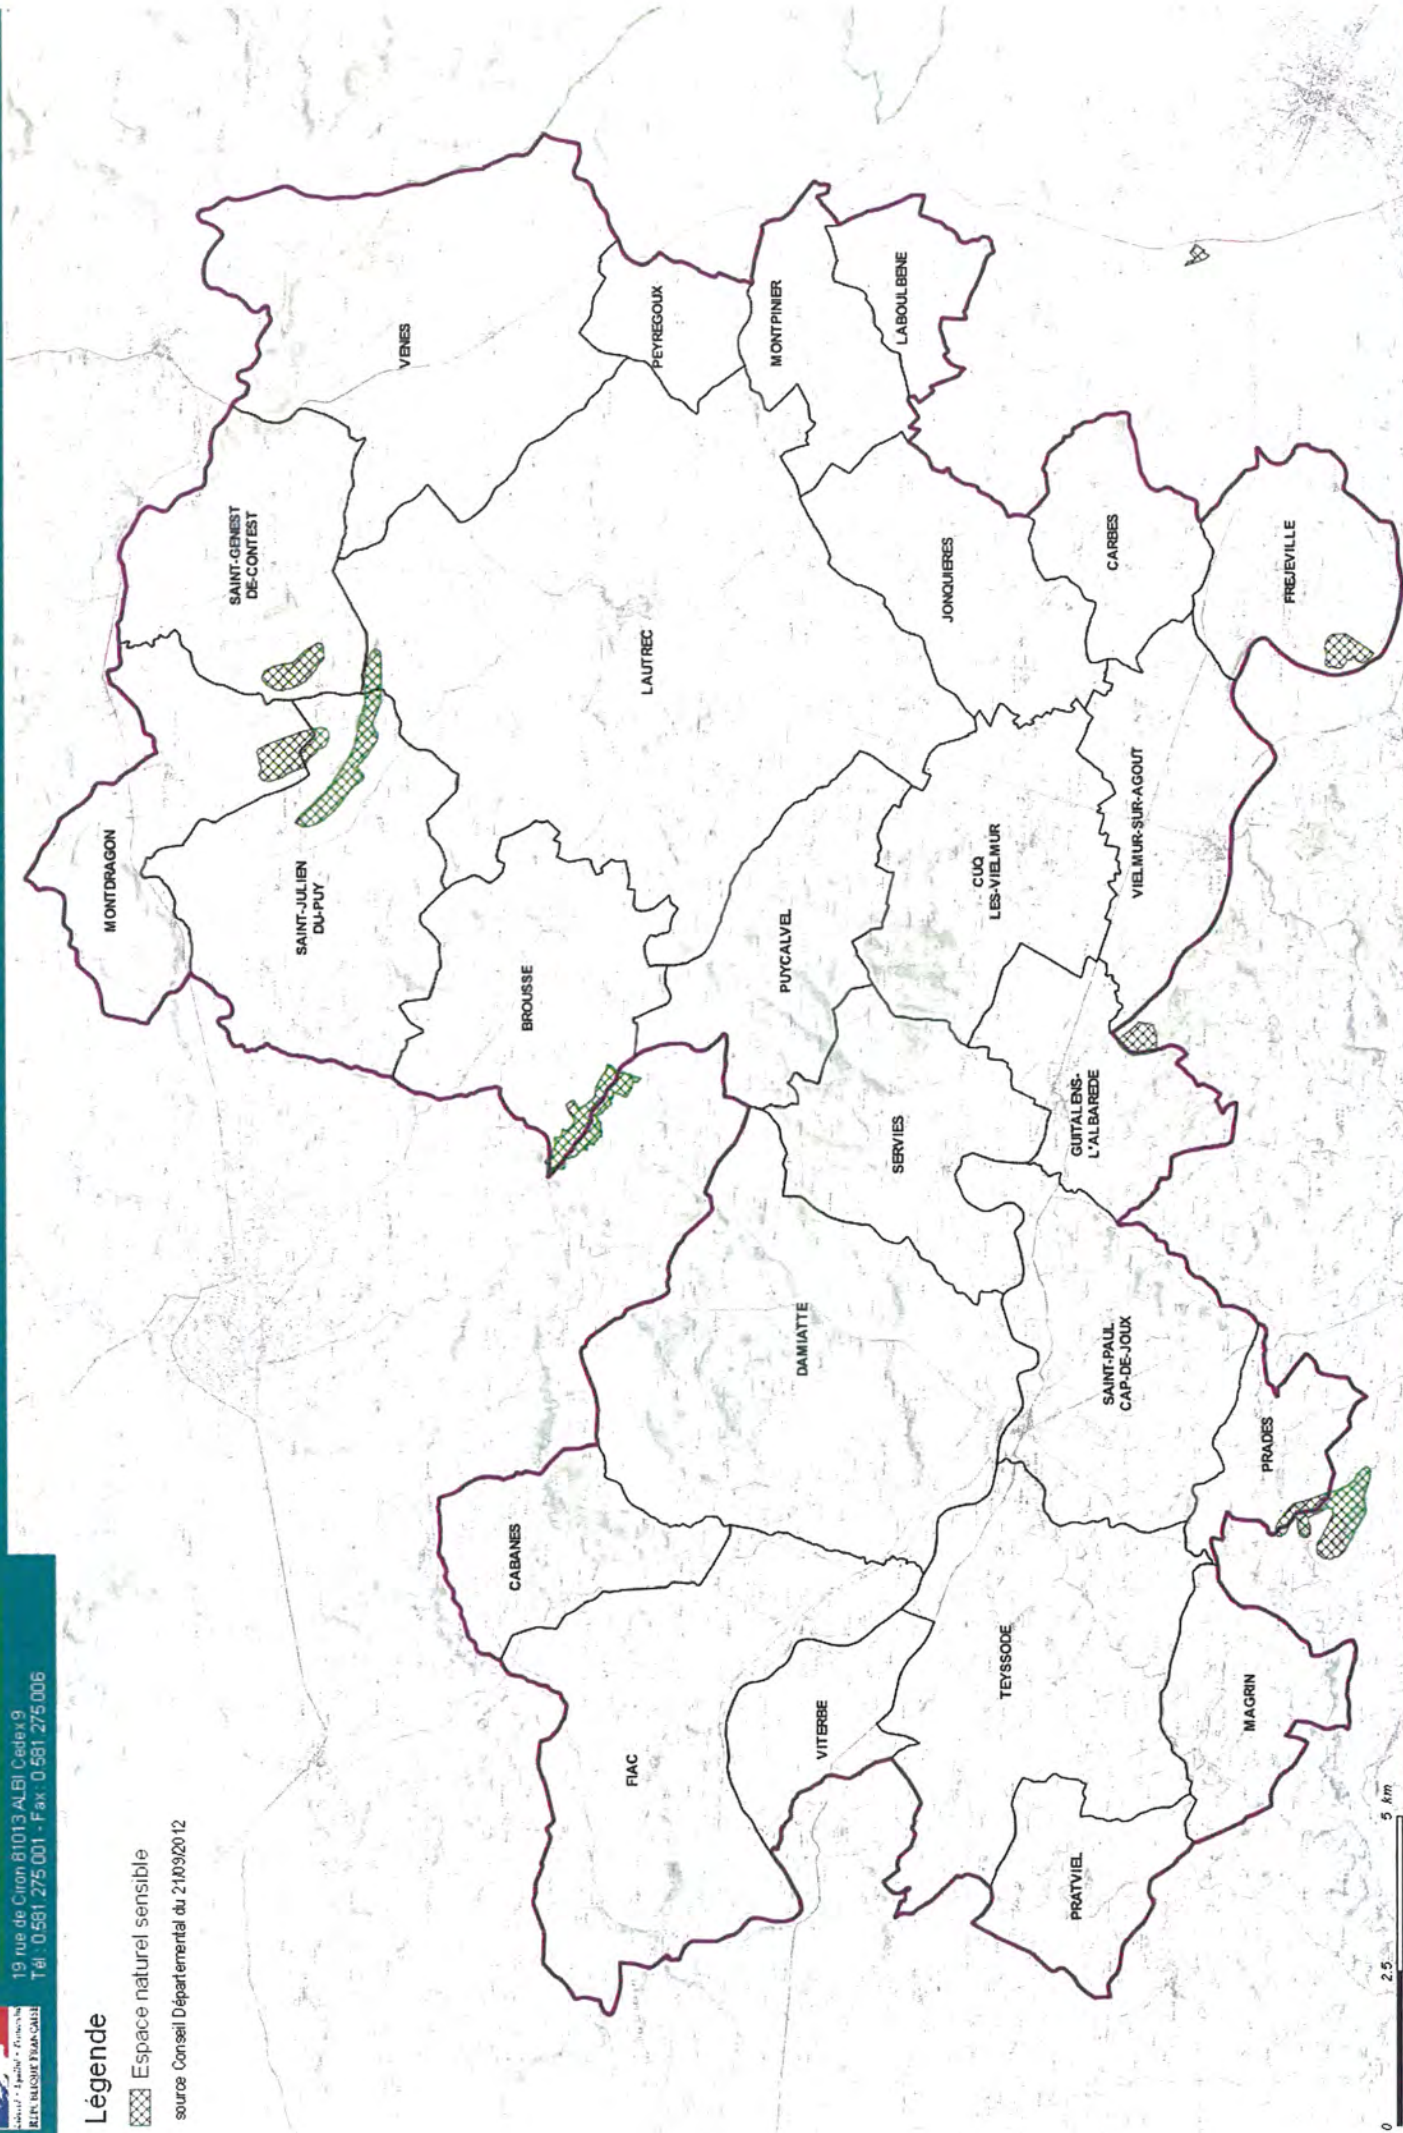 19 rue de Ciron 81013 ALBI Cedex 9
Tél : 0.581.275.001 - Fax : 0.581.275.006
RÉPUBLIQUE FRANÇAISE
Légende
Espace naturel sensible
source Conseil Départemental du 21/09/2012
MONTDRAGON
SAINT-GENEST
DE-CONTEST
VENES
SAINT-JULIEN
DU-PUY
BROUSSE
LAUTREC
PEYREGOUX
MONTPINIER
LABOULBENE
CABANES
FIAC
DAMIATTE
PUYCALVEL
VITERBE
SERVIES
CUQ
LES-VIELMUR
JONQUIERES
TEYSSODE
GUITALENS-
L'ALBAREDE
VIELMUR-SUR-AGOUT
CARBES
PRATVIEL
SAINT-PAUL
CAP-DE-JOUX
MAGRIN
PRADES
FREJEVILLE
0 2.5 5 km